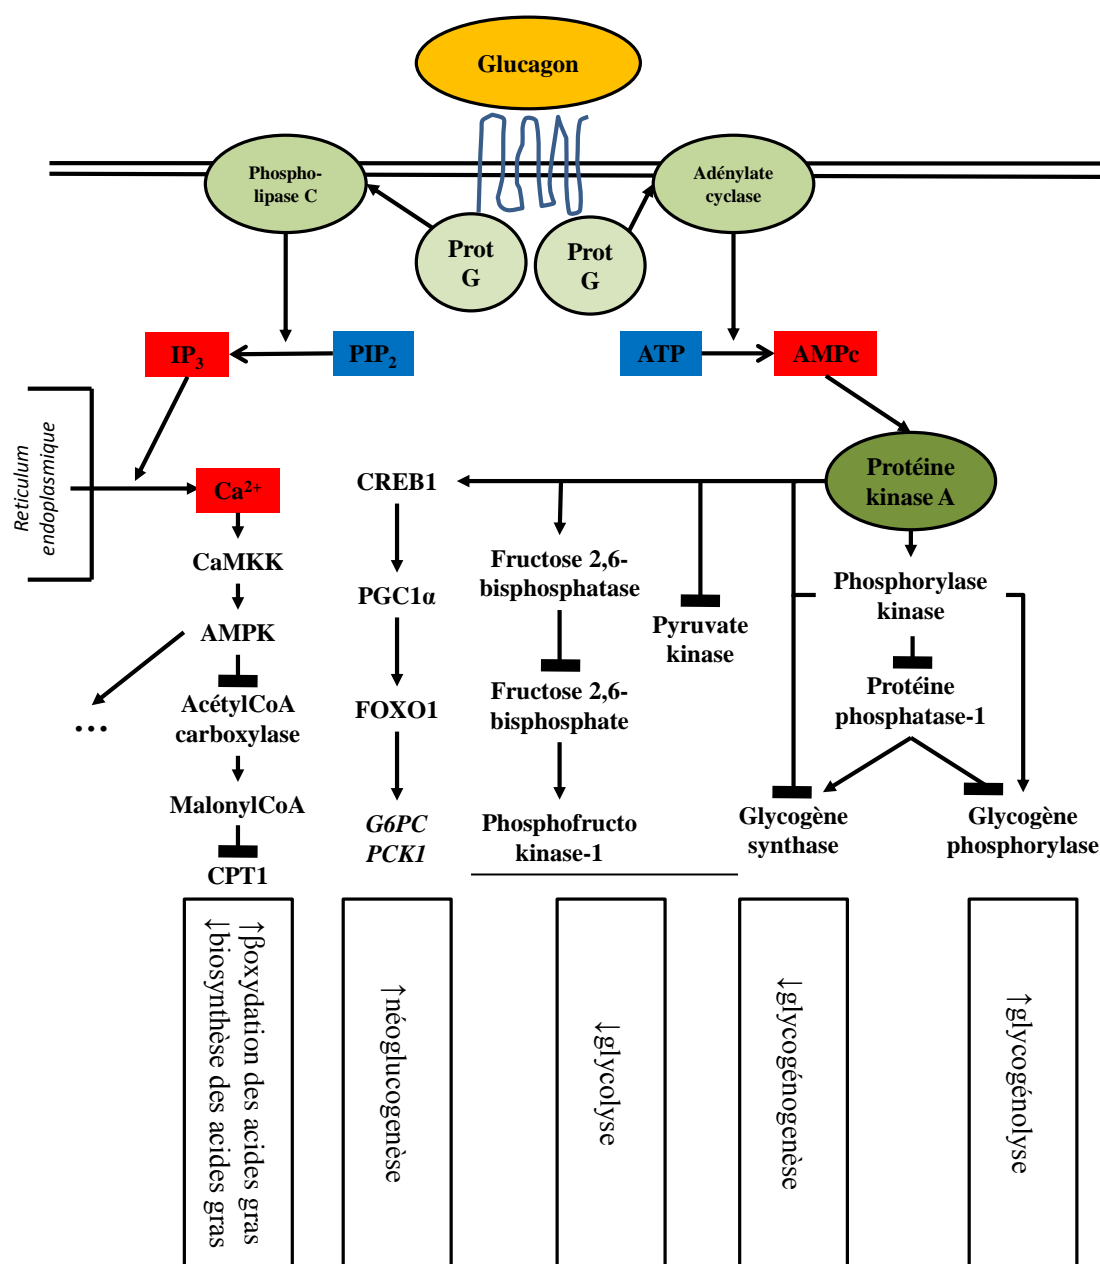 Glucagon
Phospho-
lipase C
Adénylate
cyclase
Prot
G
Prot
G
IP3
PIP2
ATP
AMPc
Reticulum
endoplasmique
Ca2+
CREB1
Protéine
kinase A
CaMKK
Fructose 2,6-
bisphosphatase
Phosphorylase
kinase
PGC1α
AMPK
Pyruvate
kinase
...
AcétylCoA
carboxylase
FOXO1
Fructose 2,6-
bisphosphate
Protéine
phosphatase-1
MalonylCoA
G6PC
PCK1
Phosphofructo
kinase-1
Glycogène
synthase
Glycogène
phosphorylase
CPT1
↑βoxydation des acides gras
↓biosynthèse des acides gras
↑néoglucogenèse
↓glycolyse
↓glycogénogenèse
↑glycogénolyse